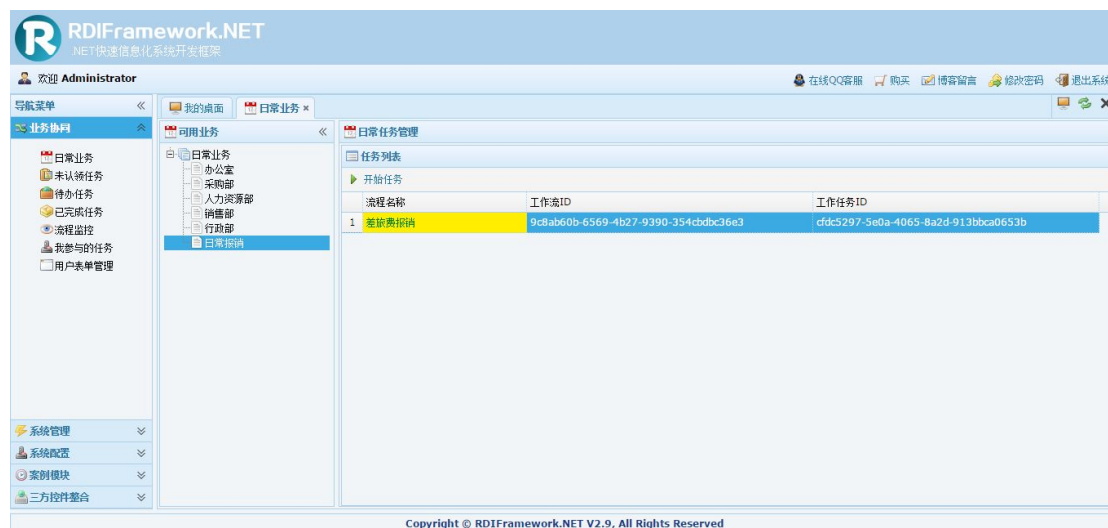 RDIFramework.NET
.NET快速信息化系统开发框架
欢迎 Administrator
在线QQ客服 购买 博客留言 修改密码 退出系统
导航菜单
我的桌面 日常业务
业务协同
日常业务
未认领任务
待办任务
已完成任务
流程监控
我参与的任务
用户表单管理
系统管理
系统配置
案例模块
三方控件整合
可用业务
日常业务
办公室
采购部
人力资源部
销售部
行政部
日常报销
日常任务管理
任务列表
开始任务
流程名称 工作流ID 工作任务ID
1 差旅费报销 9c8ab60b-6569-4b27-9390-354cbdbc36e3 cfdc5297-5e0a-4065-8a2d-913bbca0653b
Copyright © RDIFramework.NET V2.9, All Rights Reserved